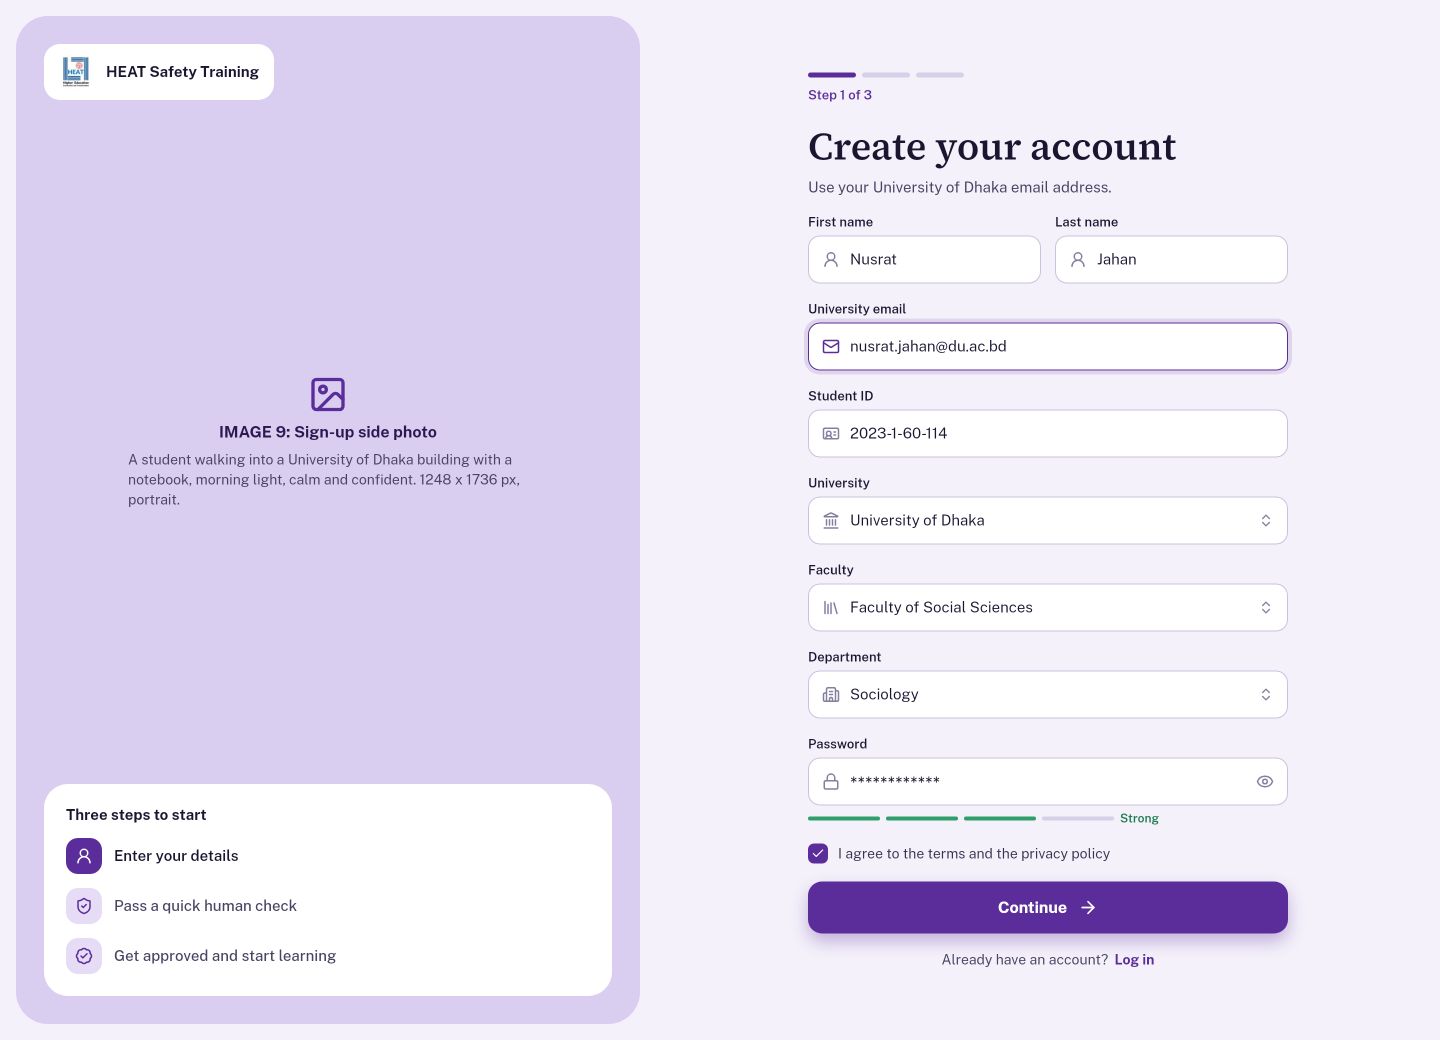 HEAT
HEAT Safety Training
IMAGE 9: Sign-up side photo
A student walking into a University of Dhaka building with a
notebook, morning light, calm and confident. 1248 x 1736 px,
portrait.
Three steps to start
Enter your details
Pass a quick human check
Get approved and start learning
Step 1 of 3
Create your account
Use your University of Dhaka email address.
First name
Last name
Nusrat
Jahan
University email
nusrat.jahan@du.ac.bd
Student ID
2023-1-60-114
University
University of Dhaka
Faculty
Faculty of Social Sciences
Department
Sociology
Password
************
Strong
I agree to the terms and the privacy policy
Continue
Already have an account? Log in